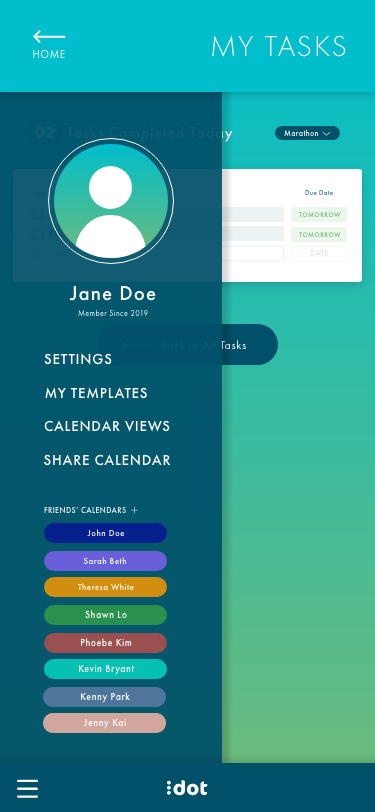 HOME
MY TASKS
02 Tasks Completed Today
Marathon
Due Date
TOMORROW
TOMORROW
DATE
Jane Doe
Member Since 2019
Back to All Tasks
SETTINGS
MY TEMPLATES
CALENDAR VIEWS
SHARE CALENDAR
FRIENDS' CALENDARS +
John Doe
Sarah Beth
Theresa White
Shawn Lo
Phoebe Kim
Kevin Bryant
Kenny Park
Jenny Kai
idot